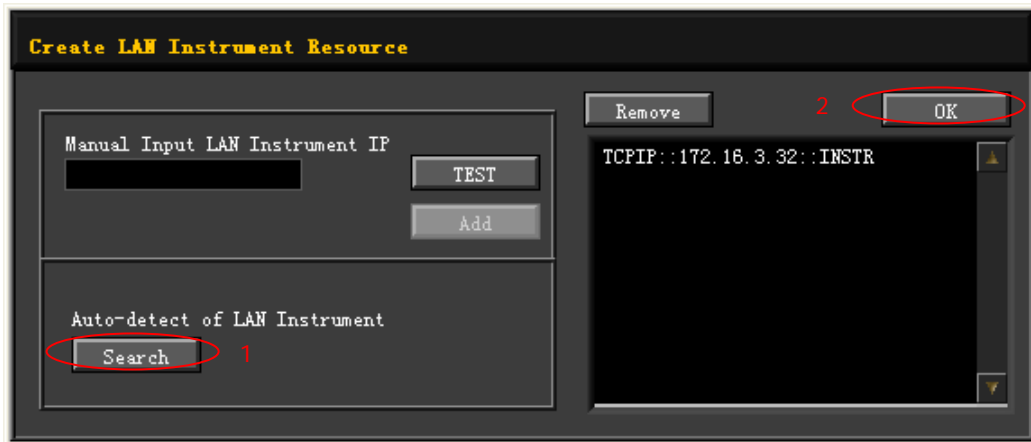 Create LAN Instrument Resource
Manual Input LAN Instrument IP
TEST
Add
Auto-detect of LAN Instrument
Search 1
Remove 2 OK
TCPIP::172.16.3.32::INSTR